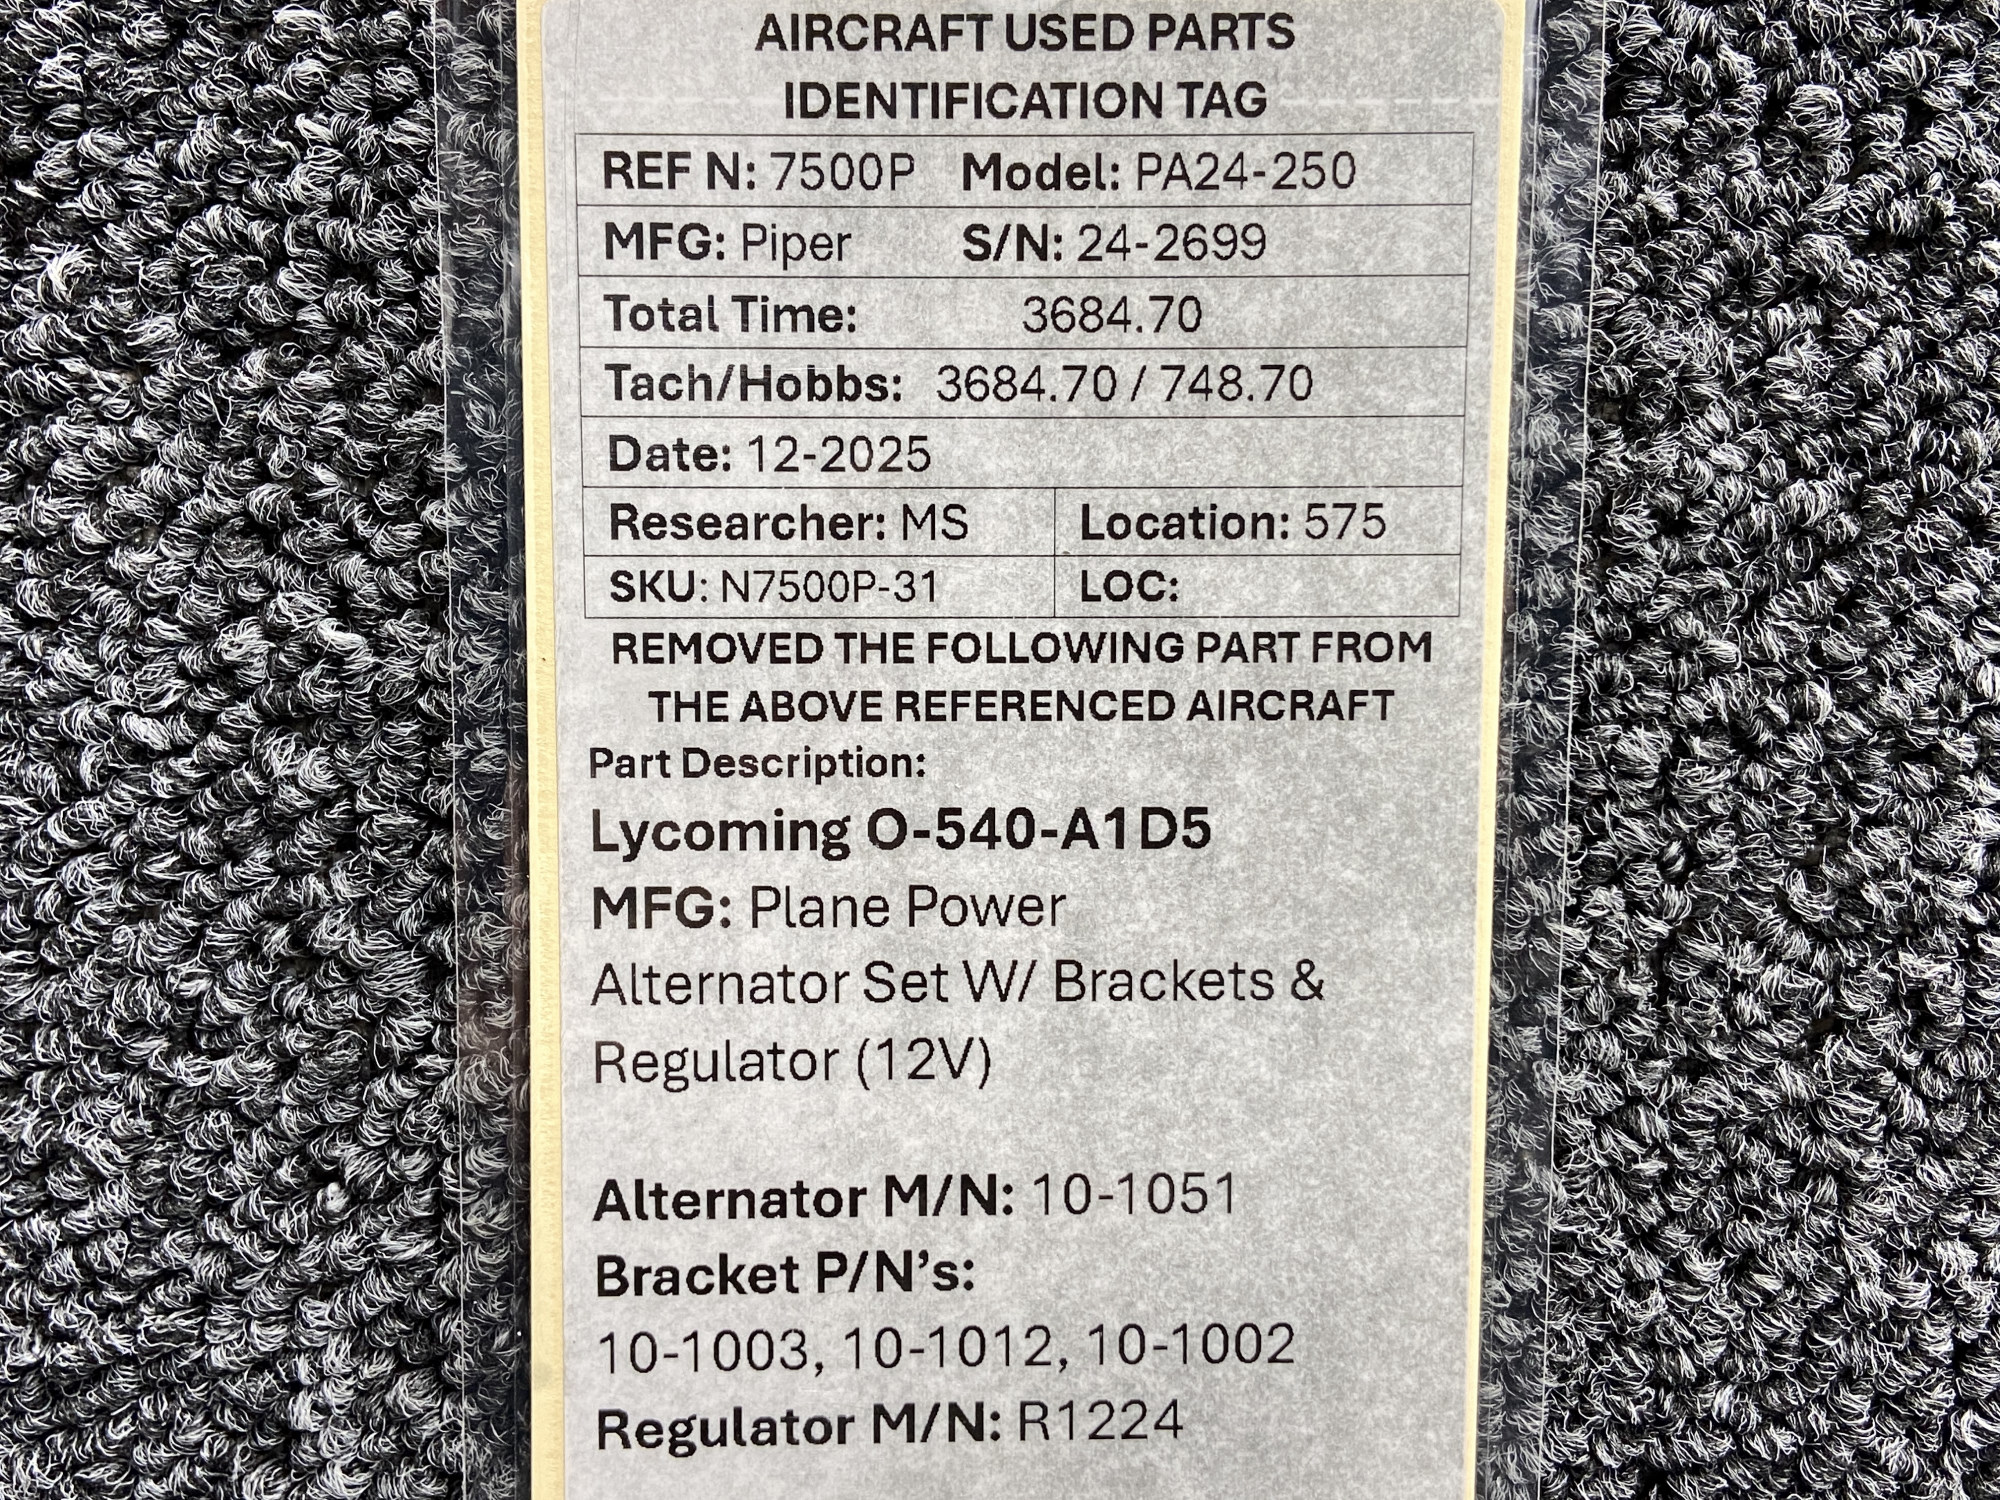 AIRCRAFT USED PARTS
IDENTIFICATION TAG
REF N: 7500P Model: PA24-250
MFG: Piper S/N: 24-2699
Total Time: 3684.70
Tach/Hobbs: 3684.70 / 748.70
Date: 12-2025
Researcher: MS Location: 575
SKU: N7500P-31 LOC:
REMOVED THE FOLLOWING PART FROM
THE ABOVE REFERENCED AIRCRAFT
Part Description:
Lycoming O-540-A1D5
MFG: Plane Power
Alternator Set W/ Brackets &
Regulator (12V)
Alternator M/N: 10-1051
Bracket P/N's:
10-1003, 10-1012, 10-1002
Regulator M/N: R1224